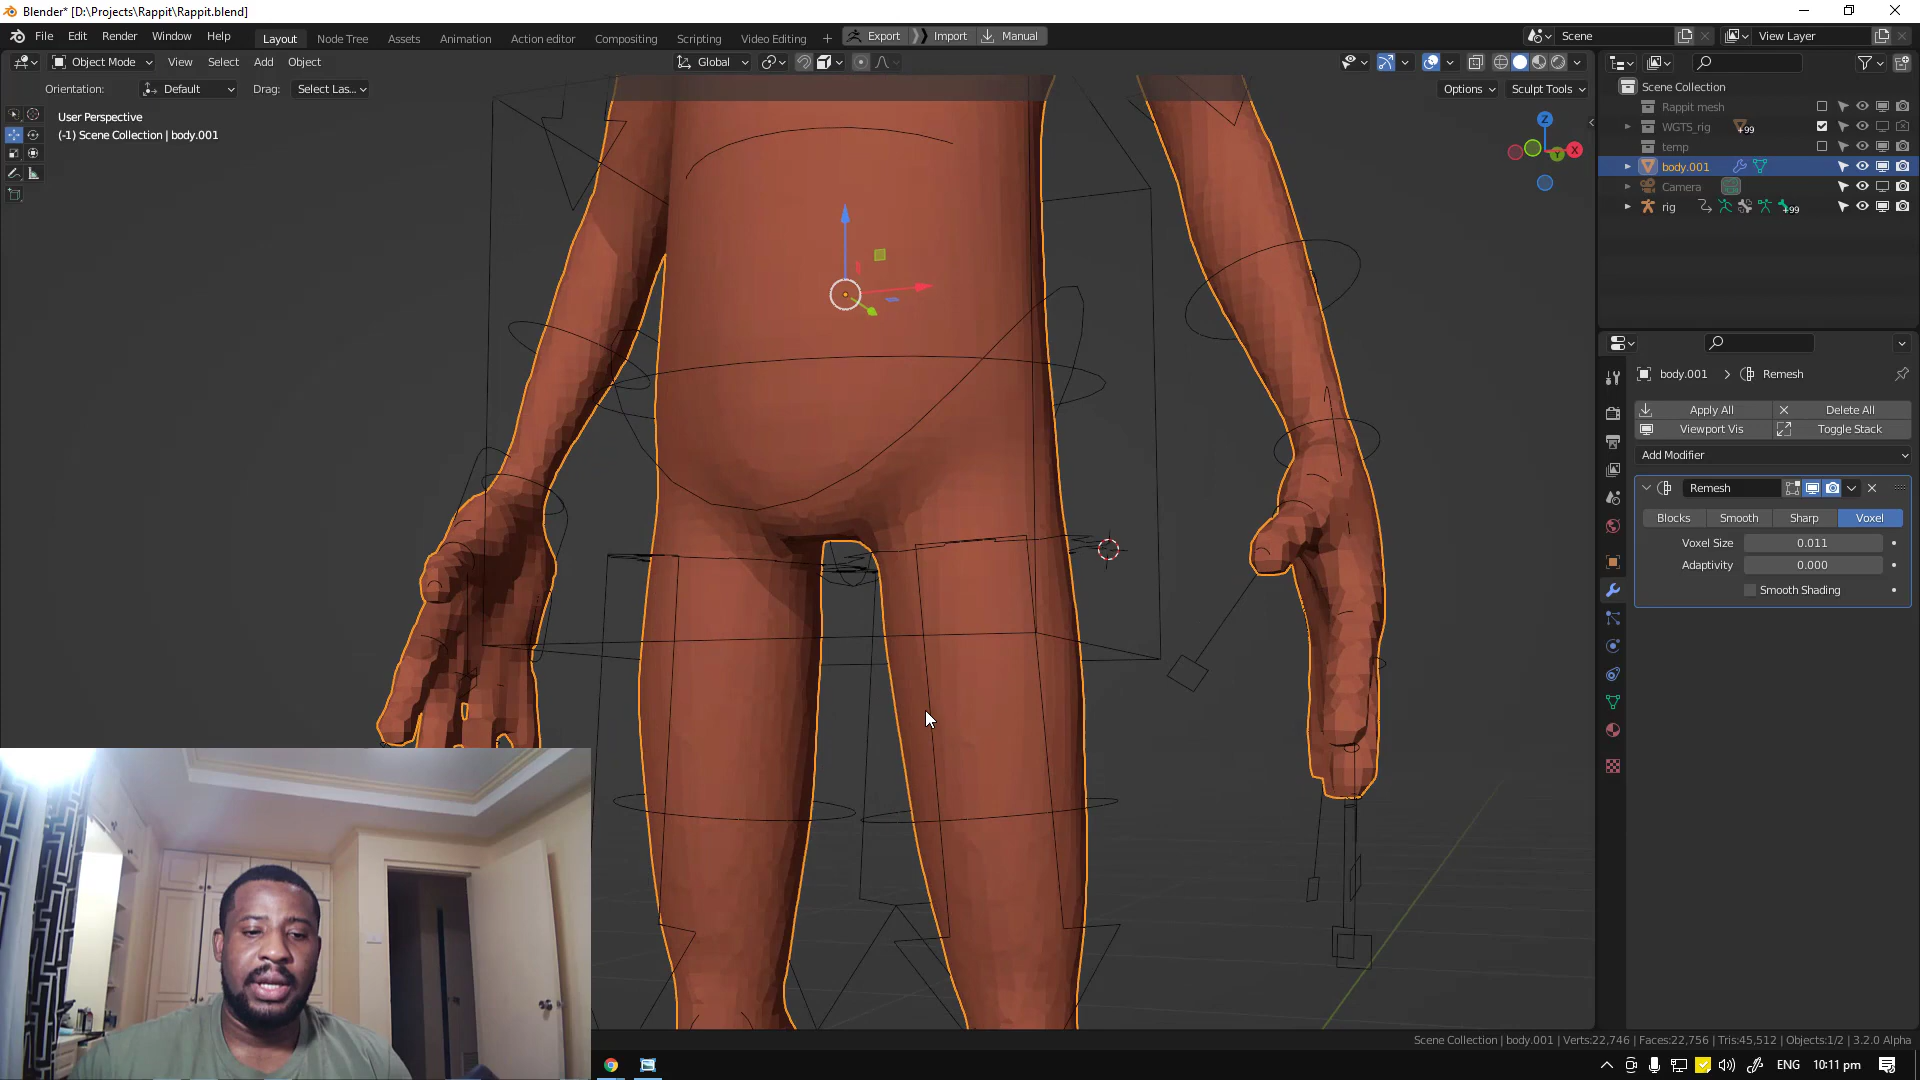 Blender* [D:\Projects\Rappit\Rappit.blend]
File Edit Render Window Help
Layout Node Tree Assets Animation Action editor Compositing Scripting Video Editing + Export Import Manual
Scene View Layer
Object Mode View Select Add Object Global
Orientation: Default Drag: Select Las... Options Sculpt Tools
User Perspective
(-1) Scene Collection | body.001
Z
X
Y
Scene Collection
Rappit mesh
WGTS_rig +99
temp
body.001
Camera
rig +99
body.001 > Remesh
Apply All Delete All
Viewport Vis Toggle Stack
Add Modifier
Remesh
Blocks Smooth Sharp Voxel
Voxel Size 0.011
Adaptivity 0.000
Smooth Shading
Scene Collection | body.001 | Verts:22,746 | Faces:22,756 | Tris:45,512 | Objects:1/2 | 3.2.0 Alpha
ENG 10:11 pm